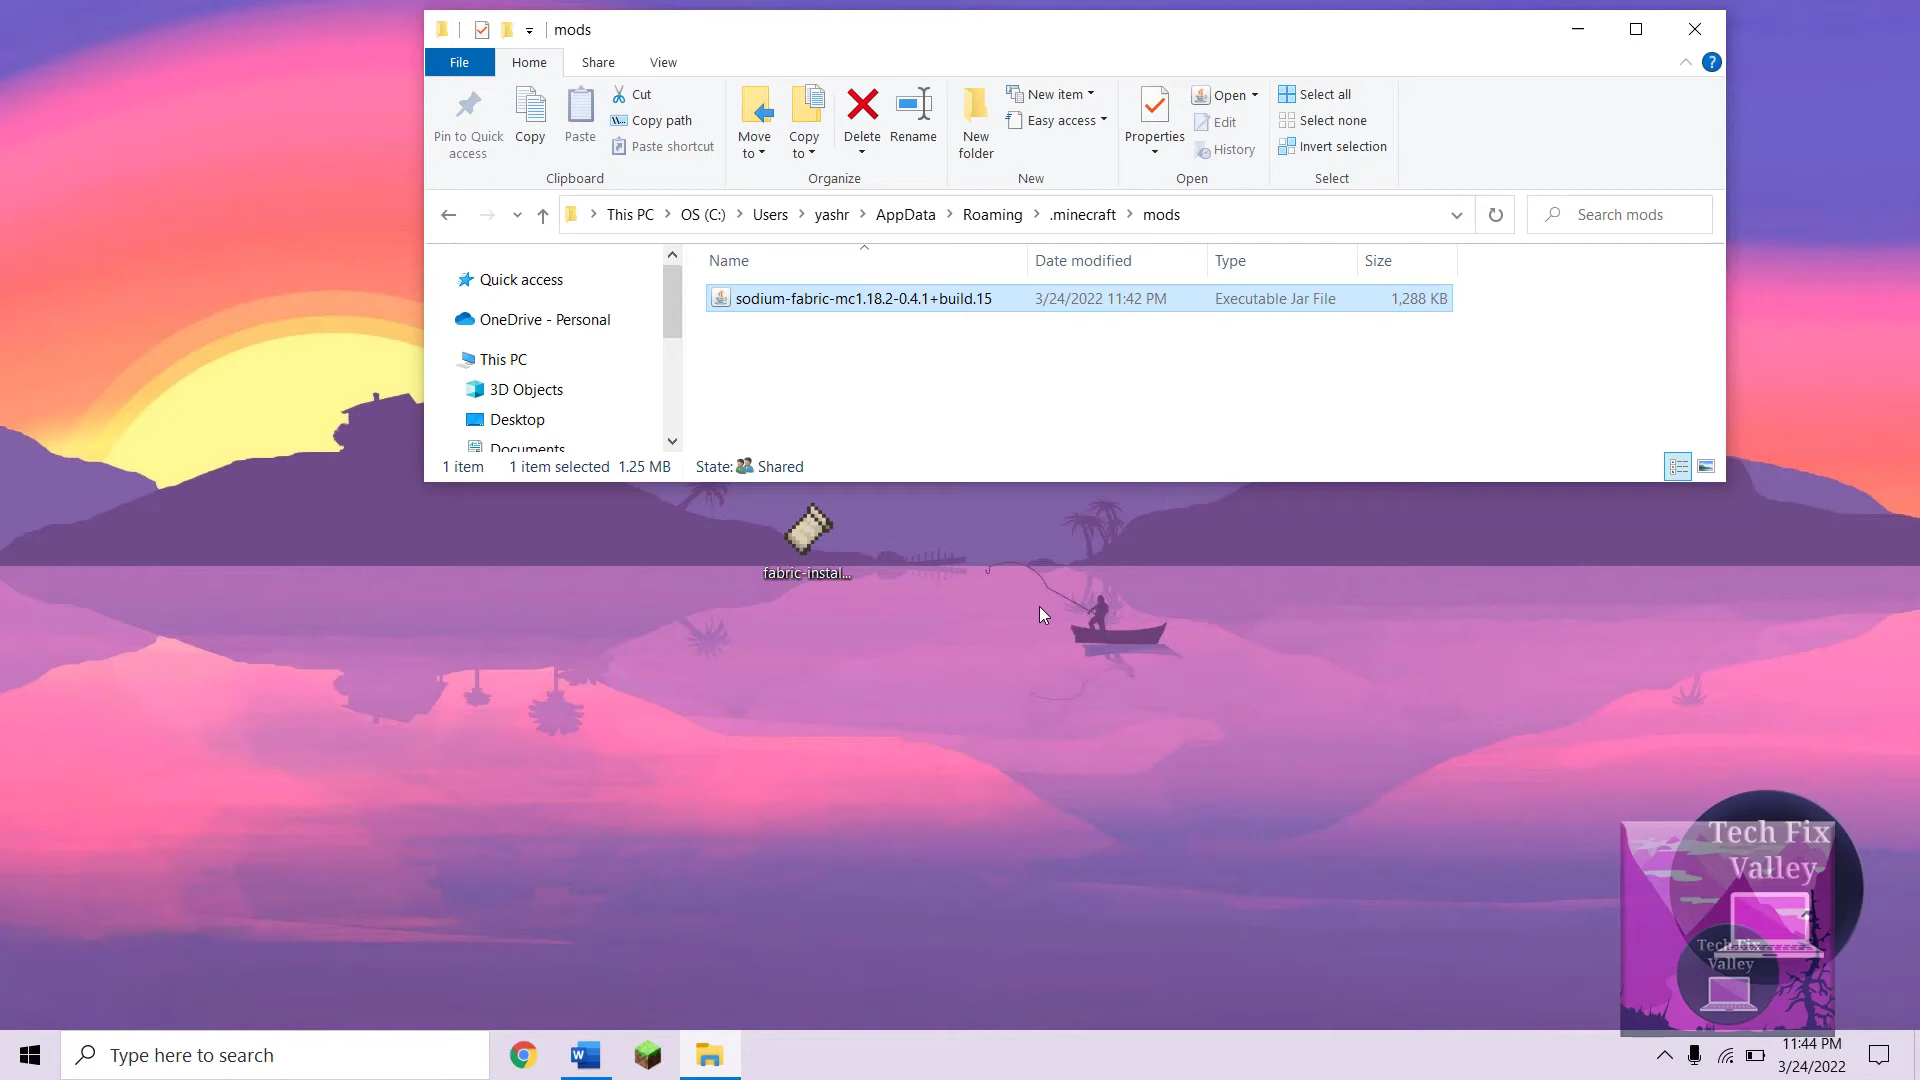 mods
File
Home
Share
View
Pin to Quick
access
Copy
Paste
Cut
Copy path
Paste shortcut
Clipboard
Move
to
Copy
to
Delete
Rename
Organize
New
folder
New item
Easy access
New
Properties
Open
Edit
History
Open
Select all
Select none
Invert selection
Select
This PC
OS (C:)
Users
yashr
AppData
Roaming
.minecraft
mods
Search mods
Quick access
OneDrive - Personal
This PC
3D Objects
Desktop
Documents
Name
Date modified
Type
Size
sodium-fabric-mc1.18.2-0.4.1+build.15
3/24/2022 11:42 PM
Executable Jar File
1,288 KB
1 item
1 item selected
1.25 MB
State:
Shared
fabric-instal...
Tech Fix
Valley
Tech Fix
Valley
Type here to search
W
11:44 PM
3/24/2022